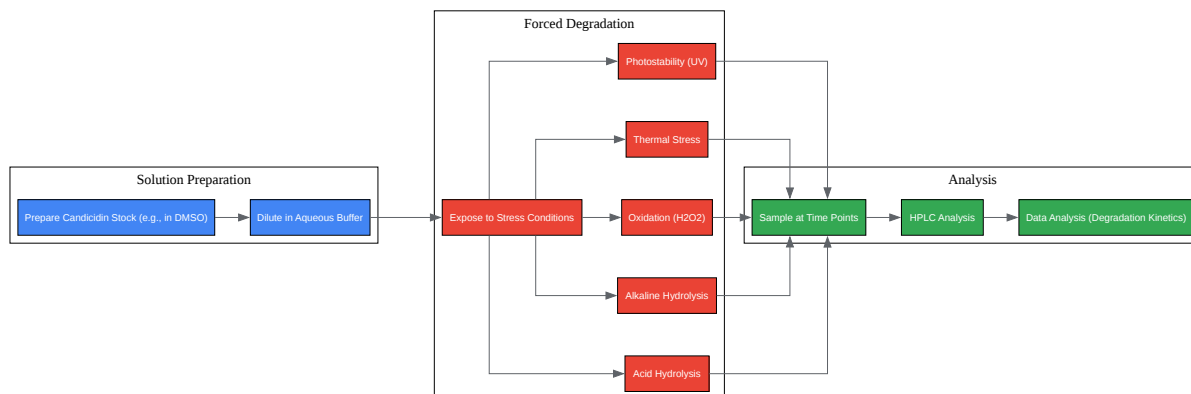 Forced Degradation
Photostability (UV)
Thermal Stress
Solution Preparation
Analysis
Prepare Candicidin Stock (e.g., in DMSO)
Dilute in Aqueous Buffer
Expose to Stress Conditions
Oxidation (H2O2)
Sample at Time Points
HPLC Analysis
Data Analysis (Degradation Kinetics)
Alkaline Hydrolysis
Acid Hydrolysis